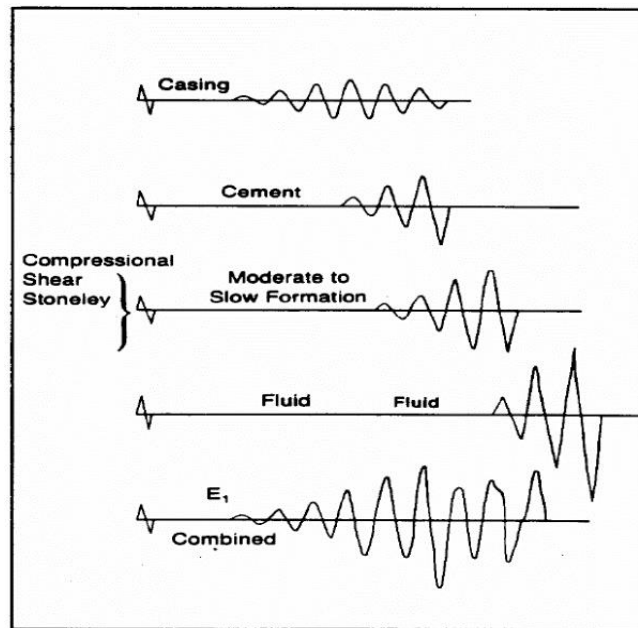 Casing
Cement
Compressional
Shear
Stoneley
Moderate to
Slow Formation
Fluid Fluid
E₁
Combined